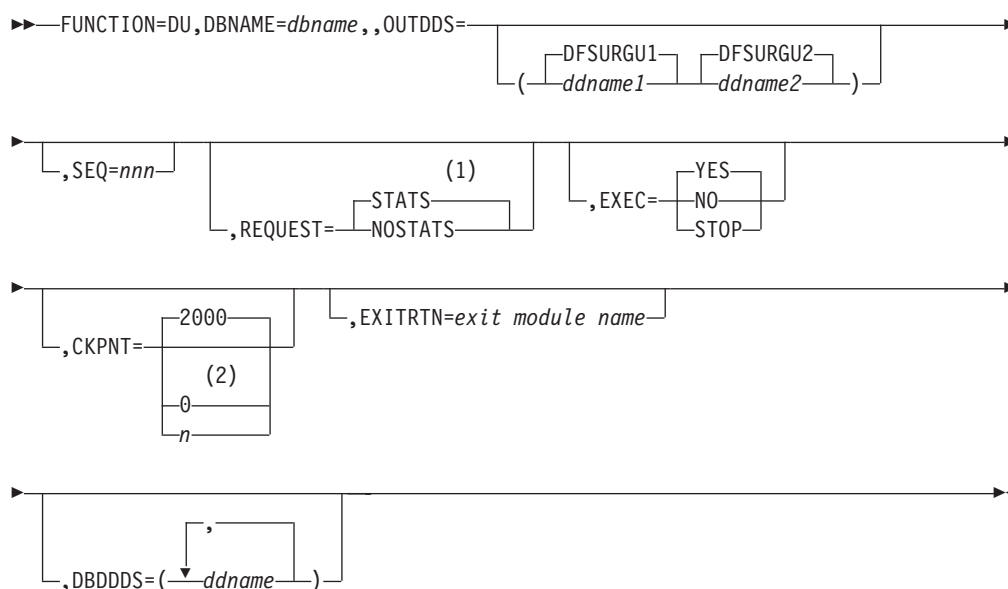 FUNCTION=DU,DBNAME=dbname,,OUTDDS=
( DFSURGU1 DFSURGU2 )
ddname1 ddname2
,SEQ=nnn
(1)
,REQUEST= STATS
NOSTATS
,EXEC= YES
NO
STOP
,CKPNT= 2000
(2)
0
n
,EXITRTN=exit module name
,
,DBDDDS=( ddname )